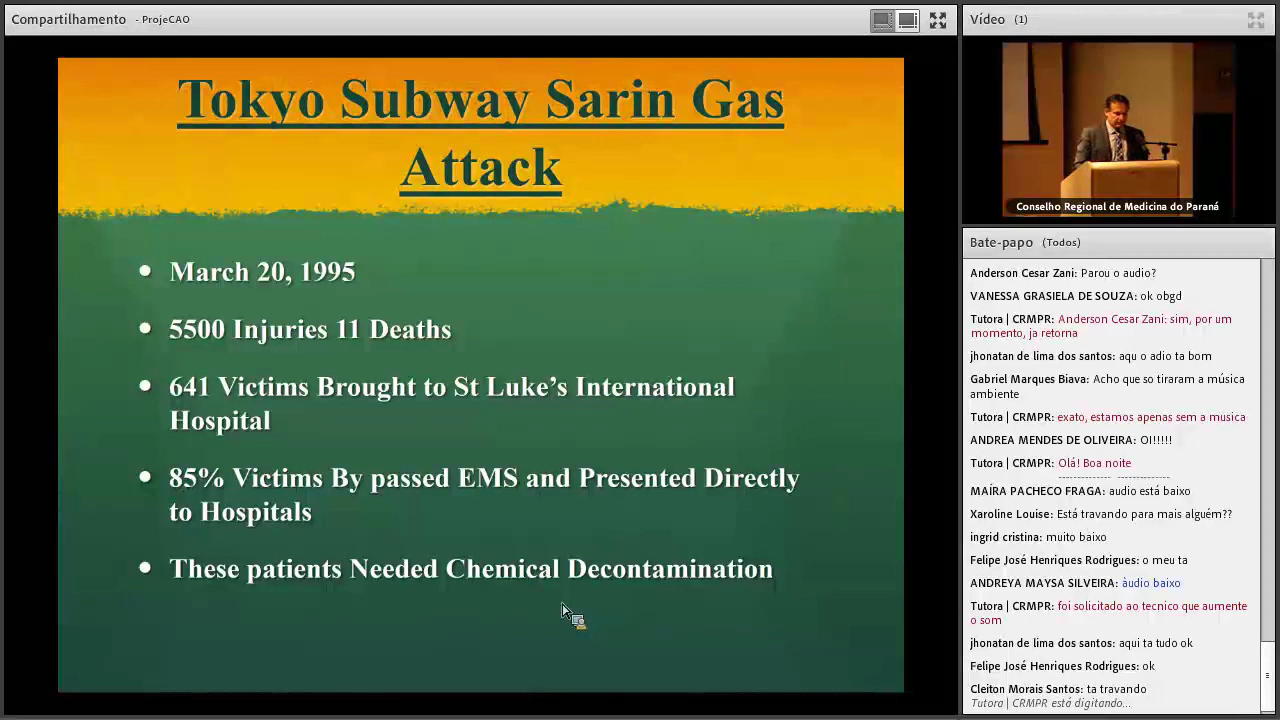 Compartilhamento - ProjeCAO
Tokyo Subway Sarin Gas
Attack
March 20, 1995
5500 Injuries 11 Deaths
641 Victims Brought to St Luke’s International
Hospital
85% Victims By passed EMS and Presented Directly
to Hospitals
These patients Needed Chemical Decontamination
Vídeo (1)
Conselho Regional de Medicina do Paraná
Bate-papo (Todos)
Anderson Cesar Zani: Parou o audio?
VANESSA GRASIELA DE SOUZA: ok obgd
Tutora | CRMPR: Anderson Cesar Zani: sim, por um
momento, ja retorna
jhonatan de lima dos santos: aqu o adio ta bom
Gabriel Marques Biava: Acho que so tiraram a música
ambiente
Tutora | CRMPR: exato, estamos apenas sem a musica
ANDREA MENDES DE OLIVEIRA: OI!!!!!
Tutora | CRMPR: Olá! Boa noite
-------------- --------------
MAÍRA PACHECO FRAGA: audio está baixo
Xaroline Louise: Está travando para mais alguém??
ingrid cristina: muito baixo
Felipe José Henriques Rodrigues: o meu ta
ANDREYA MAYSA SILVEIRA: àudio baixo
Tutora | CRMPR: foi solicitado ao tecnico que aumente
o som
jhonatan de lima dos santos: aqui ta tudo ok
Felipe José Henriques Rodrigues: ok
Cleiton Morais Santos: ta travando
Tutora | CRMPR está digitando...